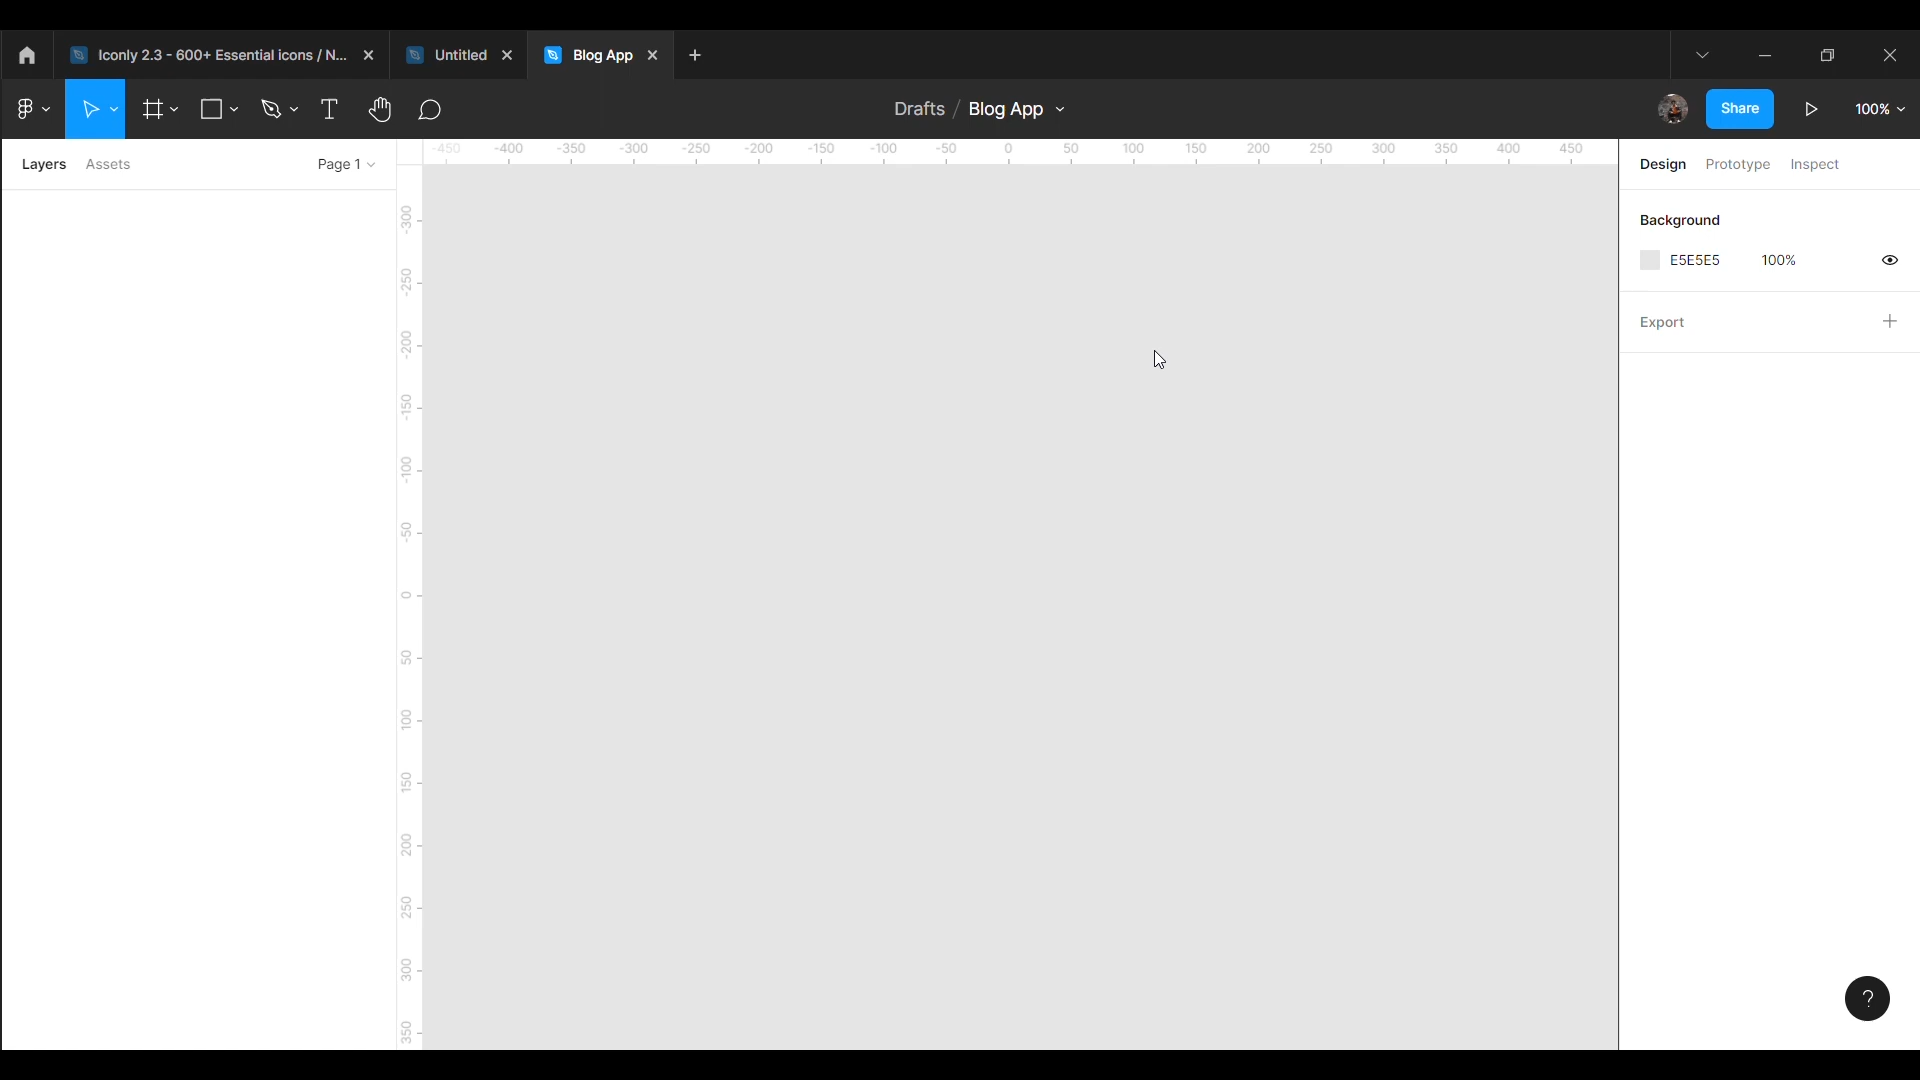 Iconly 2.3 - 600+ Essential icons / N...
Untitled
Blog App
Drafts / Blog App
Share
100%
Layers
Assets
Page 1
-450 -400 -350 -300 -250 -200 -150 -100 -50 0 50 100 150 200 250 300 350 400 450
Design
Prototype
Inspect
-300
-250
-200
-150
-100
-50
0
50
100
150
200
250
300
350
Background
E5E5E5 100%
Export
?